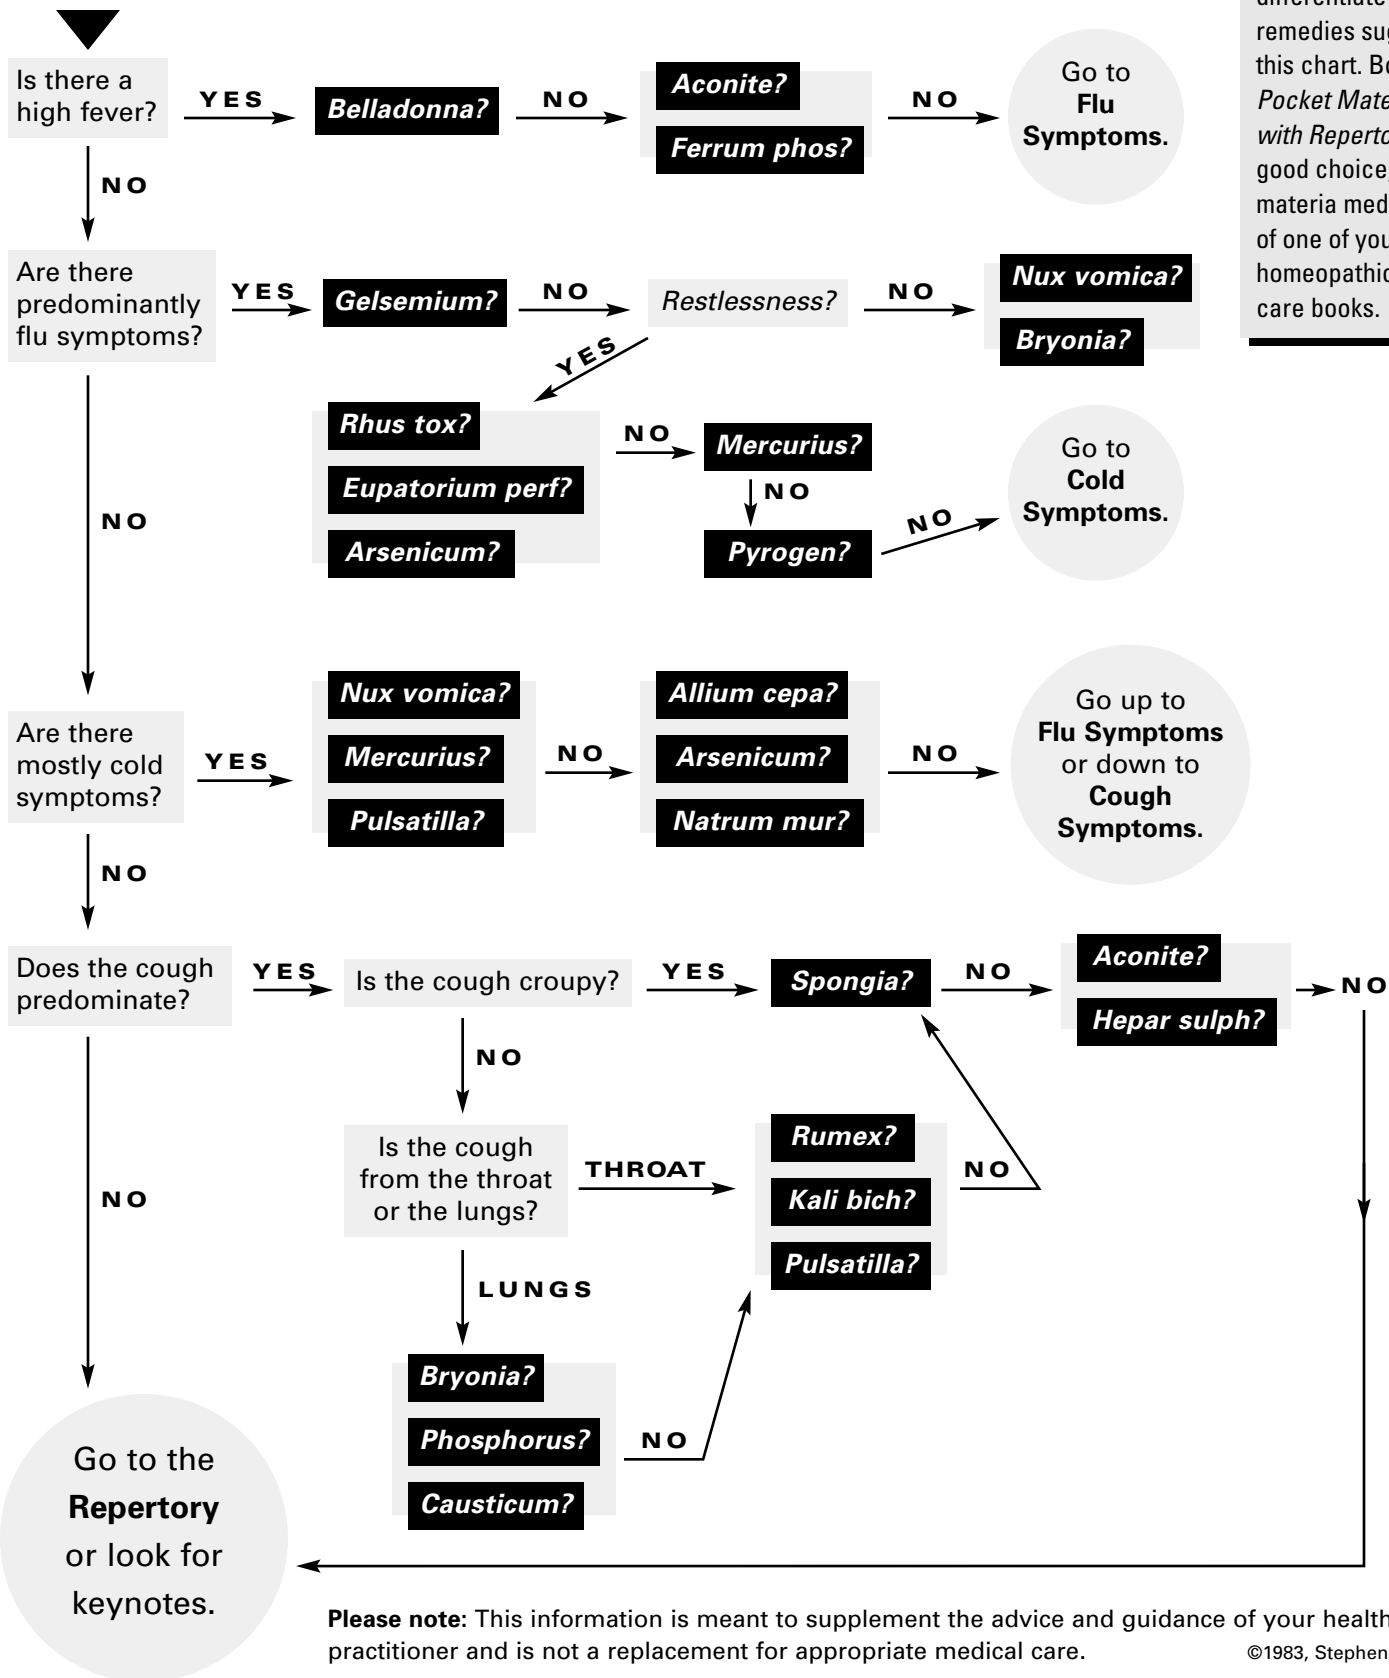 differentiate
remedies
this chart.
Pocket
with
good choice,
materia
of one of
homeopathic
care books.
Is there a
high fever?
YES
Belladonna?
NO
Aconite?
Ferrum phos?
NO
Go to
Flu
Symptoms.
NO
Are there
predominantly
flu symptoms?
YES
Gelsemium?
NO
Restlessness?
NO
Nux vomica?
Bryonia?
YES
Rhus tox?
Eupatorium perf?
Arsenicum?
NO
Mercurius?
NO
Pyrogen?
NO
Go to
Cold
Symptoms.
NO
Are there
mostly cold
symptoms?
YES
Nux vomica?
Mercurius?
Pulsatilla?
NO
Allium cepa?
Arsenicum?
Natrum mur?
NO
Go up to
Flu Symptoms
or down to
Cough
Symptoms.
NO
Does the cough
predominate?
YES
Is the cough croupy?
YES
Spongia?
NO
Aconite?
Hepar sulph?
NO
NO
Is the cough
from the throat
or the lungs?
THROAT
Rumex?
Kali bich?
Pulsatilla?
NO
LUNGS
Bryonia?
Phosphorus?
Causticum?
NO
NO
Go to the
Repertory
or look for
keynotes.
Please note: This information is meant to supplement the advice and guidance of your health
practitioner and is not a replacement for appropriate medical care.
©1983, Stephen